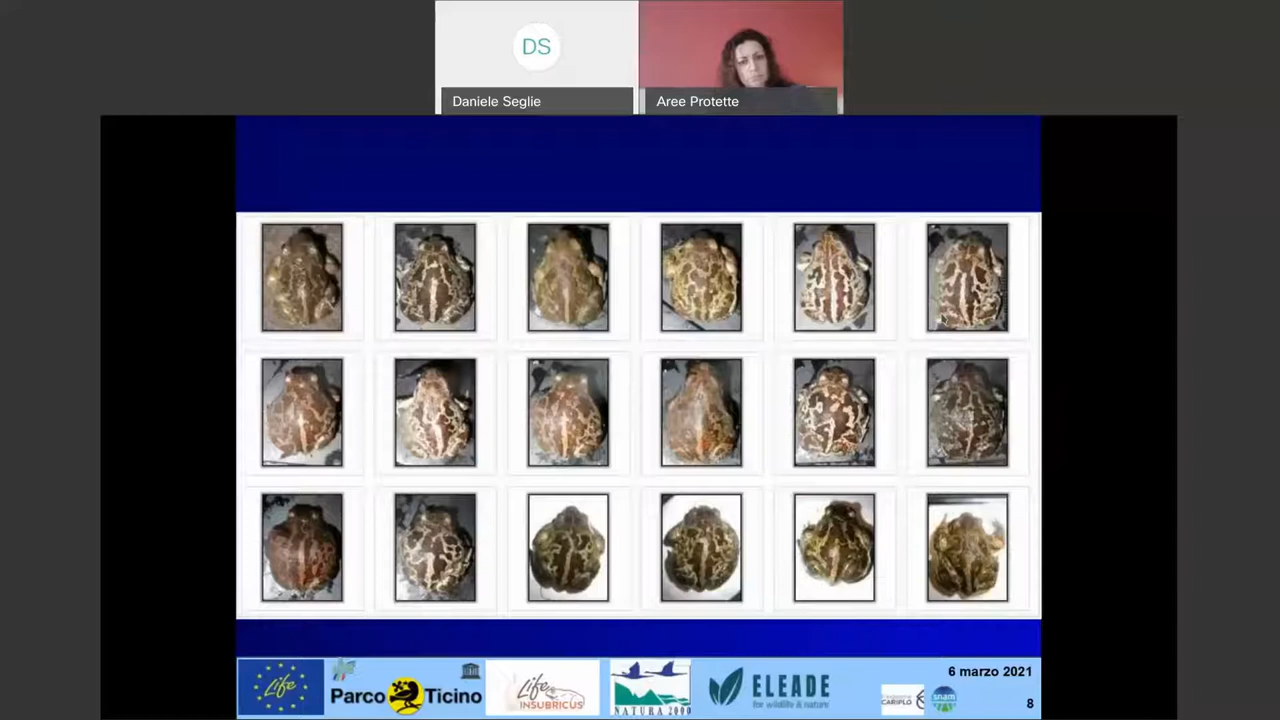 DS
Daniele Seglie
Aree Protette
Life
Parco Ticino
Life
INSUBRICUS
NATURA 2000
ELEADE
for wildlife & nature
6 marzo 2021
CARIPLO
snam
8